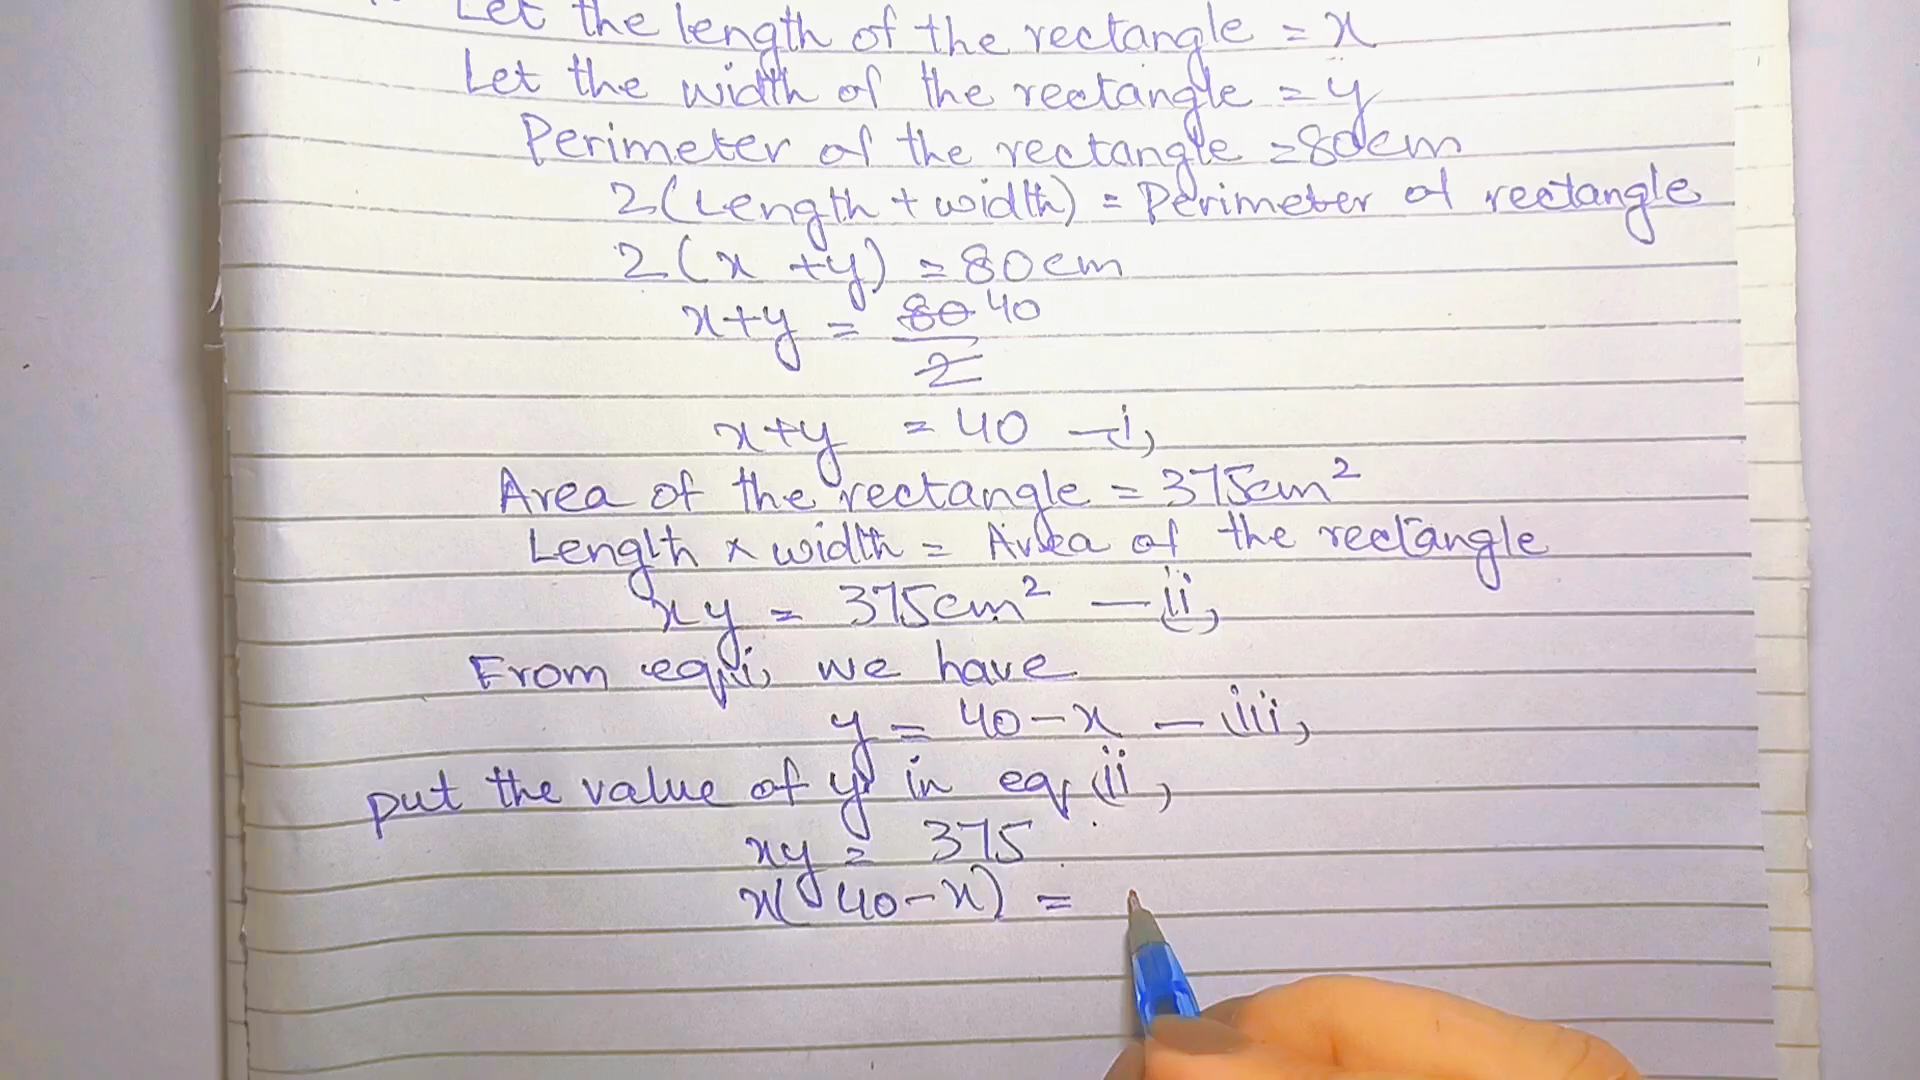 Let the length of the rectangle = x
Let the width of the rectangle = y
Perimeter of the rectangle = 80cm
2(Length + width) = Perimeter of rectangle
2(x + y) = 80cm
x+y = 80 40
2
x+y = 40 — i,
Area of the rectangle = 375cm²
Length x width = Area of the rectangle
xy = 375cm² — ii,
From eq i, we have
y = 40-x — iii,
put the value of y in eq ii,
xy = 375
x(40-x) =